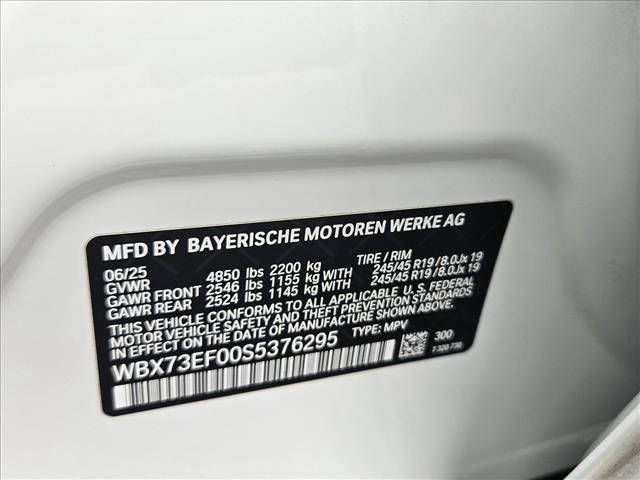 MFD BY BAYERISCHE MOTOREN WERKE AG
06/25 TIRE / RIM
GVWR 4850 lbs 2200 kg
GAWR FRONT 2546 lbs 1155 kg WITH 245/45 R19 / 8.0Jx 19
GAWR REAR 2524 lbs 1145 kg WITH 245/45 R19 / 8.0Jx 19
THIS VEHICLE CONFORMS TO ALL APPLICABLE U. S. FEDERAL
MOTOR VEHICLE SAFETY AND THEFT PREVENTION STANDARDS
IN EFFECT ON THE DATE OF MANUFACTURE SHOWN ABOVE.
WBX73EF00S5376295 TYPE: MPV
300
7 320 730